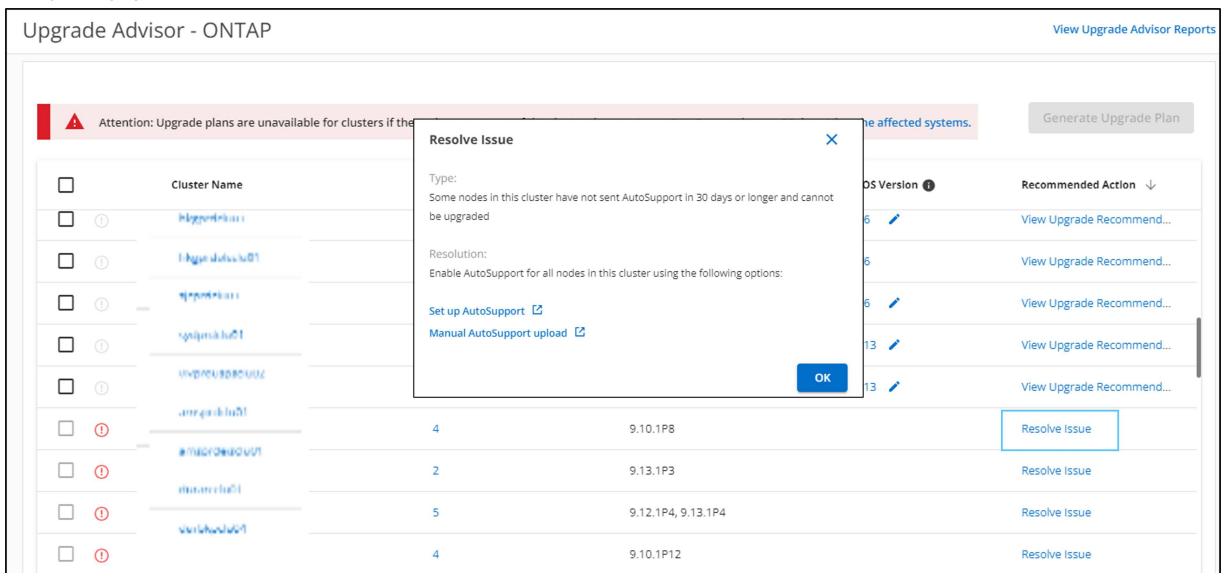 Upgrade Advisor - ONTAP
View Upgrade Advisor Reports
Attention: Upgrade plans are unavailable for clusters if the
affected systems.
Generate Upgrade Plan
Resolve Issue
Type:
Some nodes in this cluster have not sent AutoSupport in 30 days or longer and cannot
be upgraded
Resolution:
Enable AutoSupport for all nodes in this cluster using the following options:
Set up AutoSupport
Manual AutoSupport upload
OK
Cluster Name
OS Version
Recommended Action
6
View Upgrade Recommend...
6
View Upgrade Recommend...
6
View Upgrade Recommend...
13
View Upgrade Recommend...
13
View Upgrade Recommend...
4
9.10.1P8
Resolve Issue
2
9.13.1P3
Resolve Issue
5
9.12.1P4, 9.13.1P4
Resolve Issue
4
9.10.1P12
Resolve Issue